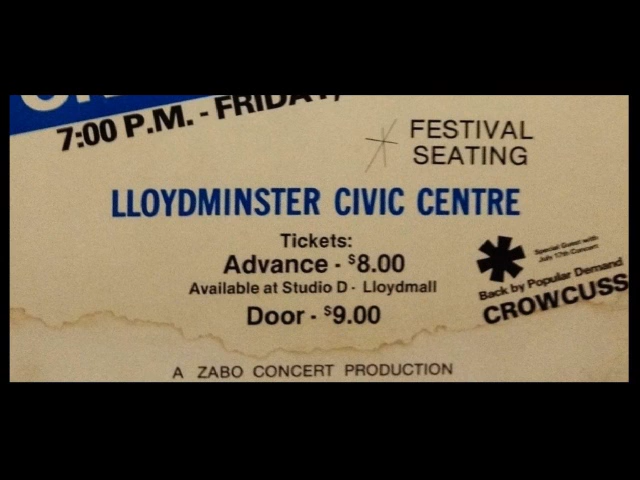 7:00 P.M. - FRIDAY,
FESTIVAL
SEATING
LLOYDMINSTER CIVIC CENTRE
Tickets:
Advance - $8.00
Available at Studio D - Lloydmall
Door - $9.00
Special Guest with
July 17th Concert
Back by Popular Demand
CROWCUSS
A ZABO CONCERT PRODUCTION